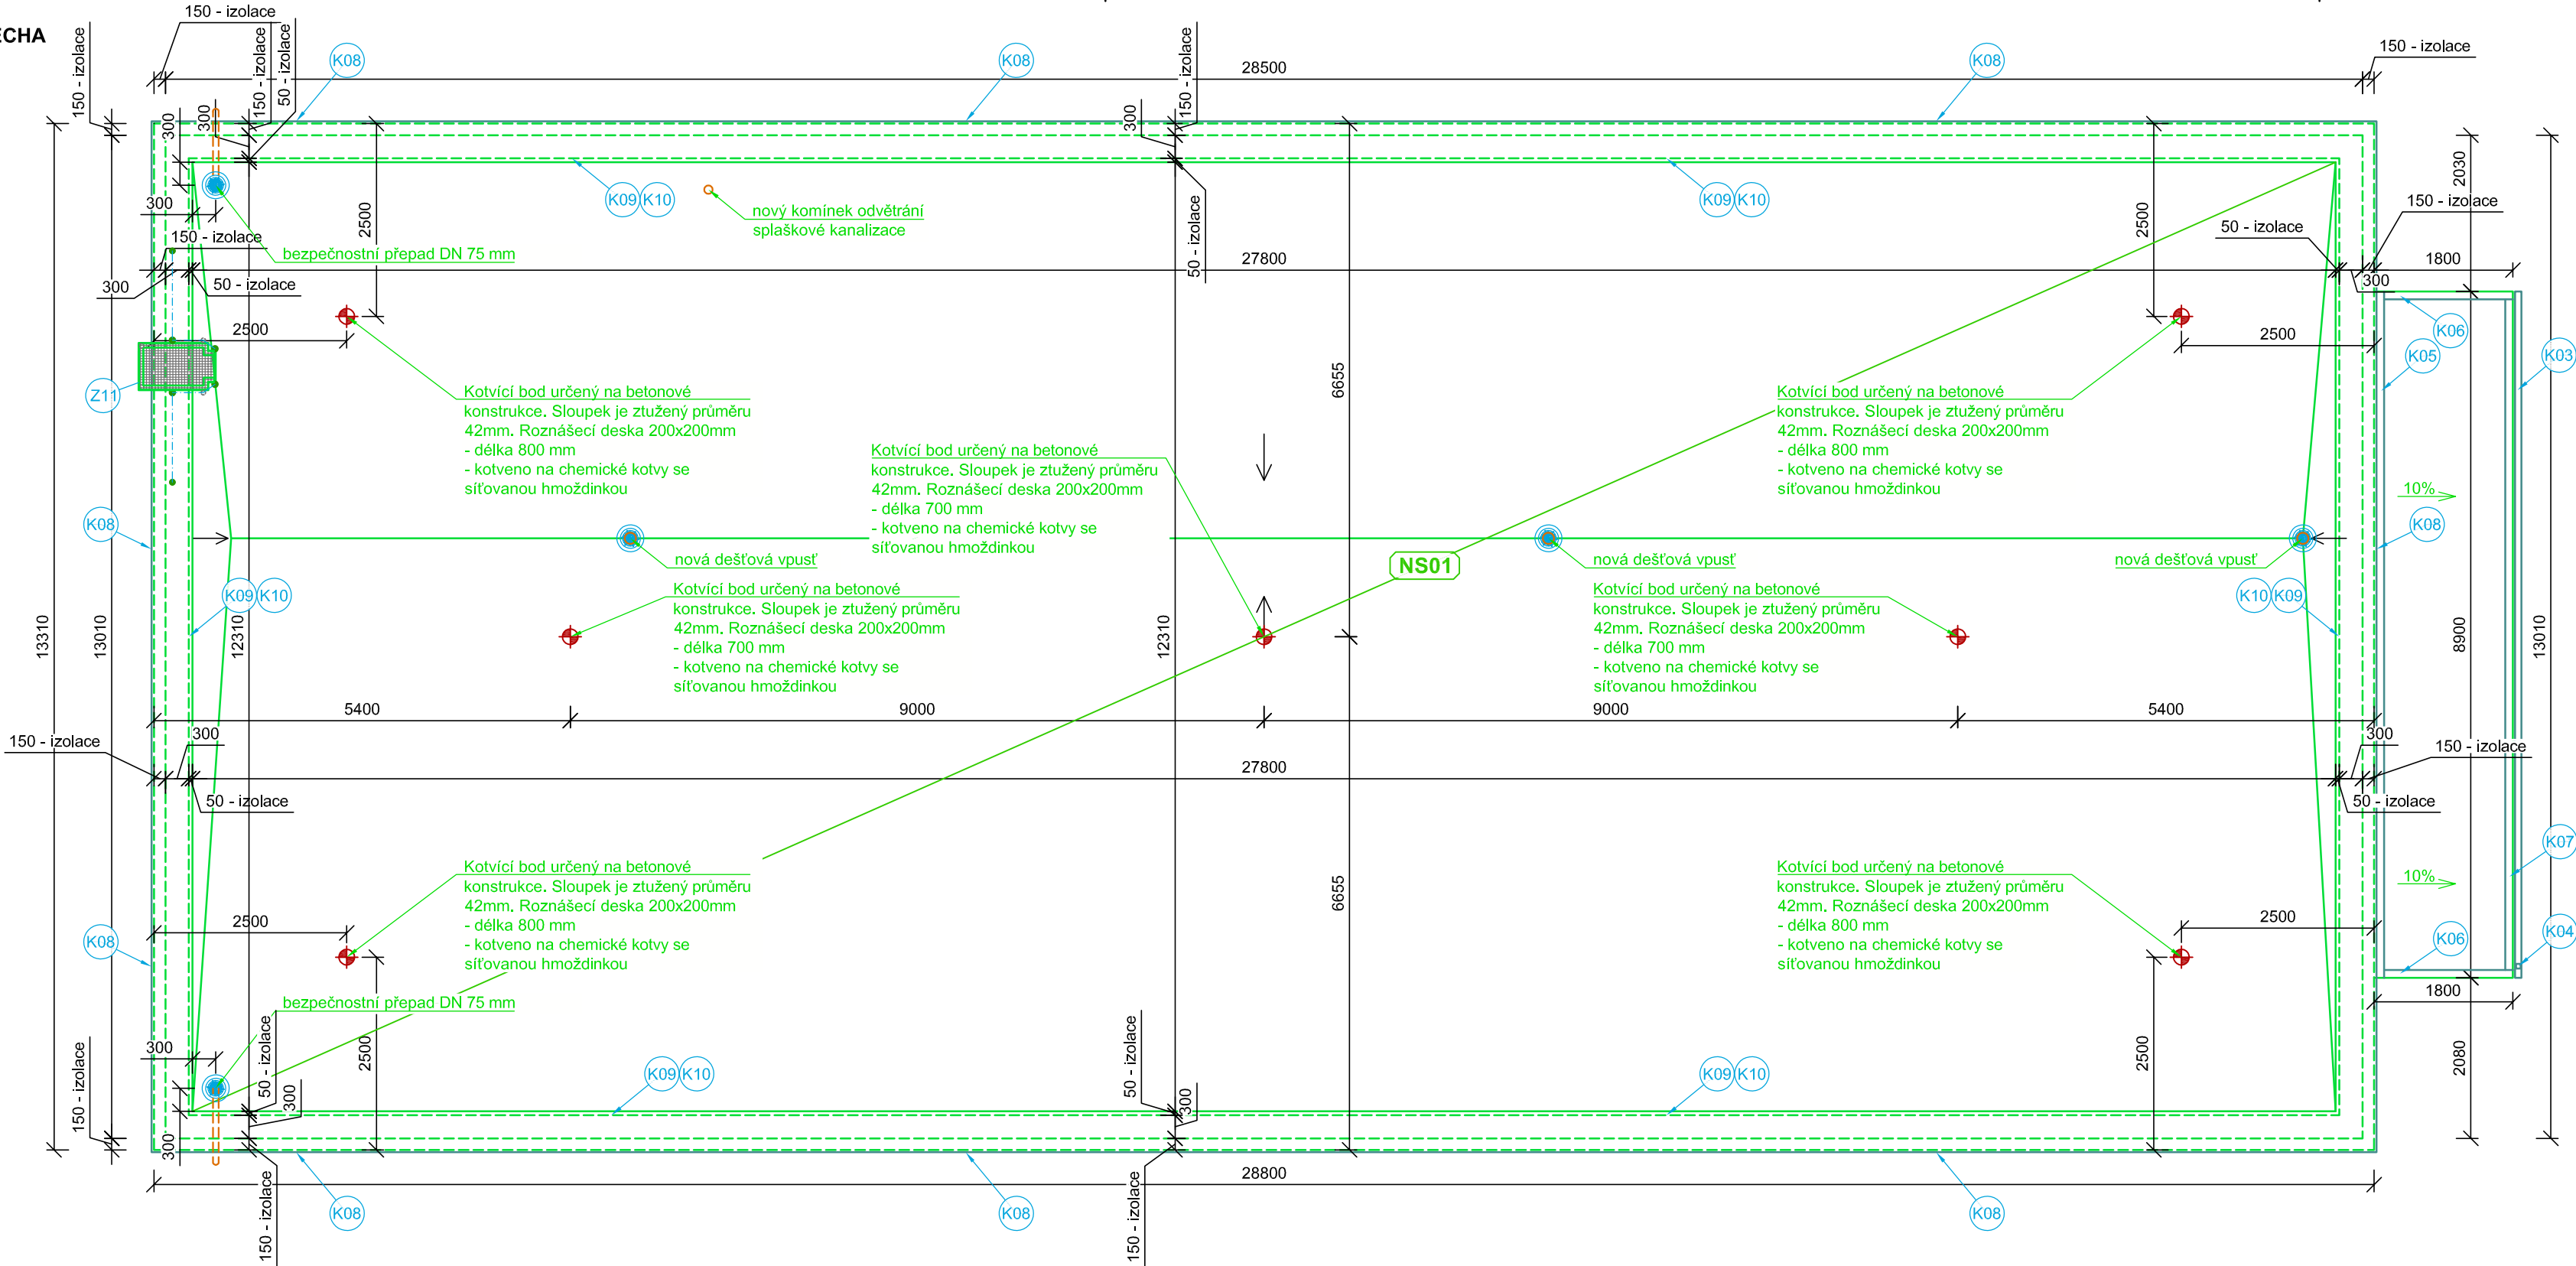 ECHA
150 - izolace
150 - izolace
150 - izolace
50 - izolace
K08
K08
28500
150 - izolace
K08
150 - izolace
300
300
300
2500
300
150 - izolace
300
50 - izolace
2500
bezpečnostní přepad DN 75 mm
K09
K10
nový komínek odvětrání
splaškové kanalizace
50 - izolace
27800
K09
K10
2500
50 - izolace
150 - izolace
2030
1800
300
2500
K06
K05
K03
Z11
Kotvící bod určený na betonové
konstrukce. Sloupek je ztužený průměru
42mm. Roznášecí deska 200x200mm
- délka 800 mm
- kotveno na chemické kotvy se
síťovanou hmoždinkou
Kotvící bod určený na betonové
konstrukce. Sloupek je ztužený průměru
42mm. Roznášecí deska 200x200mm
- délka 700 mm
- kotveno na chemické kotvy se
síťovanou hmoždinkou
6655
Kotvící bod určený na betonové
konstrukce. Sloupek je ztužený průměru
42mm. Roznášecí deska 200x200mm
- délka 800 mm
- kotveno na chemické kotvy se
síťovanou hmoždinkou
10%
K08
K08
nová dešťová vpusť
nová dešťová vpusť
nová dešťová vpusť
NS01
K09
K10
K10
K09
13310
13010
12310
12310
8900
13010
Kotvící bod určený na betonové
konstrukce. Sloupek je ztužený průměru
42mm. Roznášecí deska 200x200mm
- délka 700 mm
- kotveno na chemické kotvy se
síťovanou hmoždinkou
Kotvící bod určený na betonové
konstrukce. Sloupek je ztužený průměru
42mm. Roznášecí deska 200x200mm
- délka 700 mm
- kotveno na chemické kotvy se
síťovanou hmoždinkou
5400
9000
9000
5400
150 - izolace
300
27800
300
150 - izolace
50 - izolace
50 - izolace
K07
Kotvící bod určený na betonové
konstrukce. Sloupek je ztužený průměru
42mm. Roznášecí deska 200x200mm
- délka 800 mm
- kotveno na chemické kotvy se
síťovanou hmoždinkou
6655
Kotvící bod určený na betonové
konstrukce. Sloupek je ztužený průměru
42mm. Roznášecí deska 200x200mm
- délka 800 mm
- kotveno na chemické kotvy se
síťovanou hmoždinkou
10%
K08
2500
2500
K06
K04
bezpečnostní přepad DN 75 mm
1800
300
150 - izolace
50 - izolace
300
2500
K09
K10
50 - izolace
300
K09
K10
2500
2080
300
150 - izolace
150 - izolace
28800
K08
K08
K08